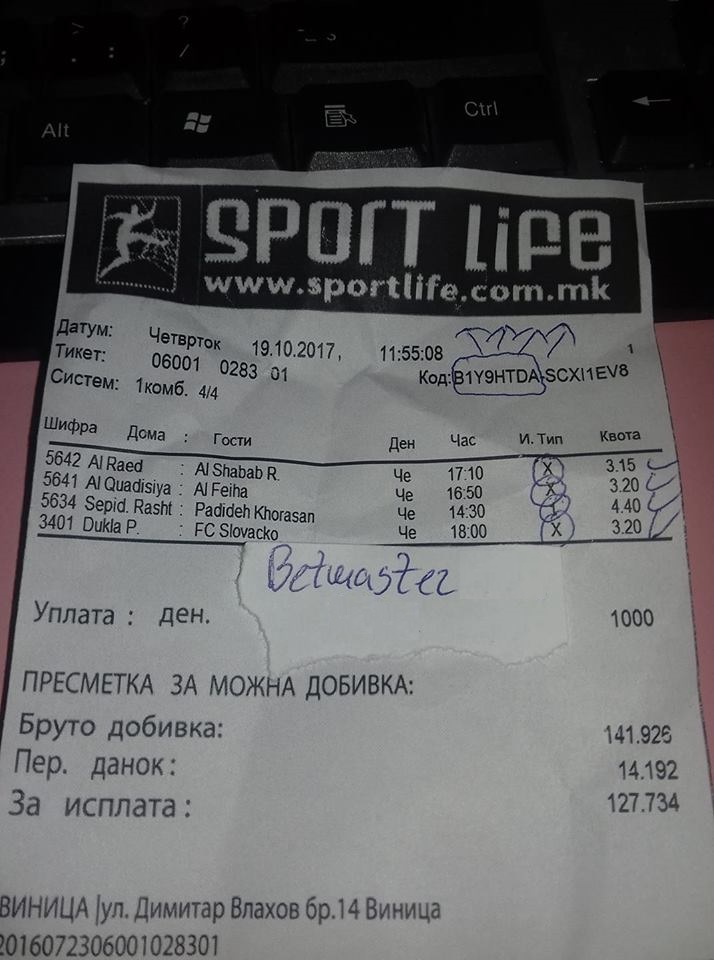 Alt
Ctrl
SPORT LIFE
www.sportlife.com.mk
Датум: Четврток 19.10.2017, 11:55:08 1
Тикет: 06001 0283 01 Код:B1Y9HTDA-SCXI1EV8
Систем: 1комб. 4/4
Шифра Дома : Гости Ден Час И. Тип Квота
5642 Al Raed : Al Shabab R. Че 17:10 X 3.15
5641 Al Quadisiya : Al Feiha Че 16:50 X 3.20
5634 Sepid. Rasht : Padideh Khorasan Че 14:30 1 4.40
3401 Dukla P. : FC Slovacko Че 18:00 X 3.20
Betmaster
Уплата : ден. 1000
ПРЕСМЕТКА ЗА МОЖНА ДОБИВКА:
Бруто добивка: 141.926
Пер. данок: 14.192
За исплата: 127.734
ВИНИЦА |ул. Димитар Влахов бр.14 Виница
2016072306001028301